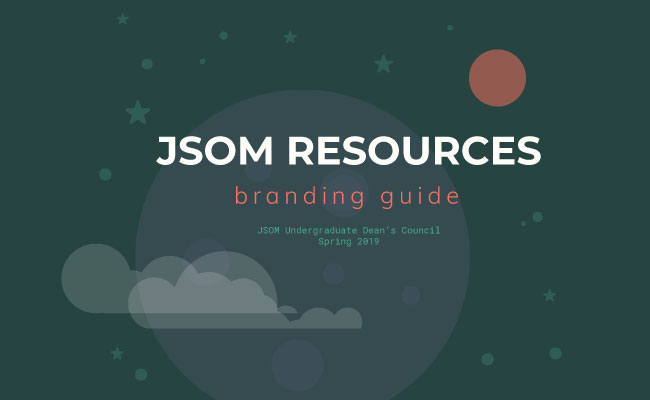 JSOM RESOURCES
branding guide
JSOM Undergraduate Dean's Council
Spring 2019